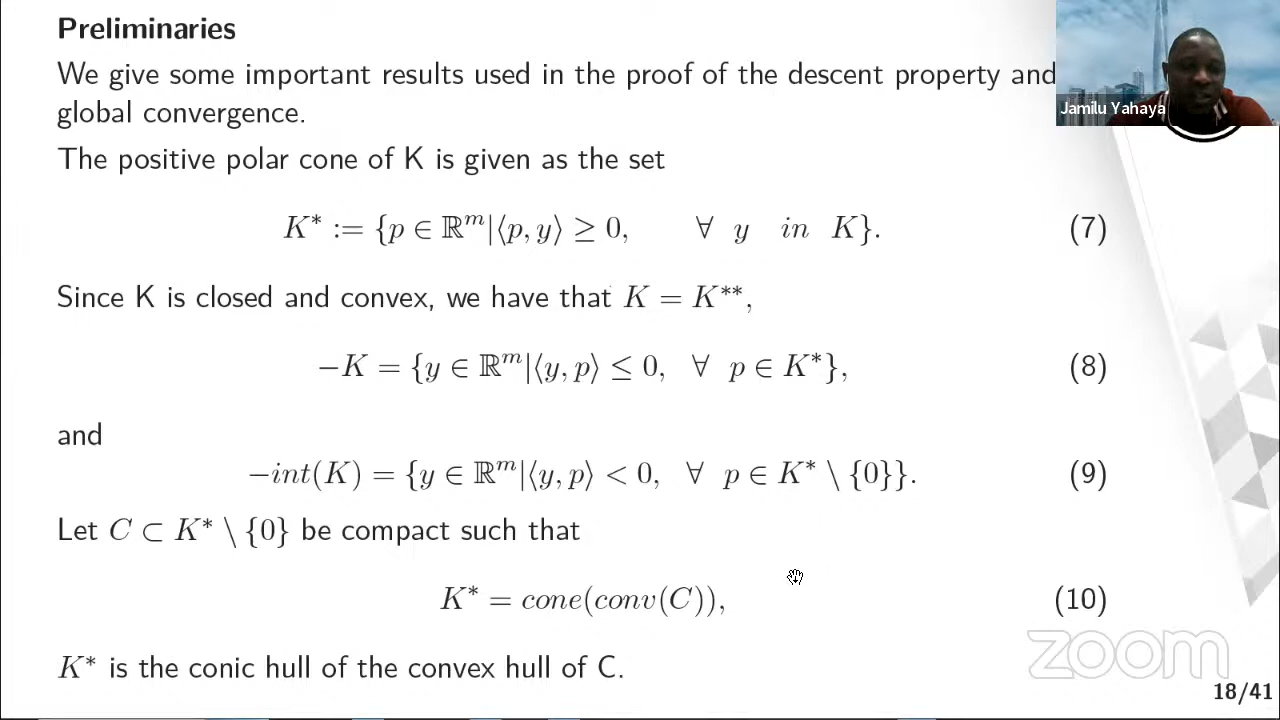 Preliminaries
We give some important results used in the proof of the descent property and
global convergence.
Jamilu Yahaya
The positive polar cone of K is given as the set
K* := {p ∈ ℝᵐ|⟨p, y⟩ ≥ 0, ∀ y in K}. (7)
Since K is closed and convex, we have that K = K**,
−K = {y ∈ ℝᵐ|⟨y, p⟩ ≤ 0, ∀ p ∈ K*}, (8)
and
−int(K) = {y ∈ ℝᵐ|⟨y, p⟩ < 0, ∀ p ∈ K* \ {0}}. (9)
Let C ⊂ K* \ {0} be compact such that
K* = cone(conv(C)), (10)
K* is the conic hull of the convex hull of C.
zoom
18/41